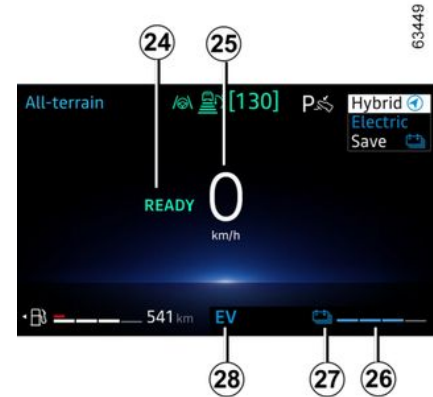 63449
24 25
All-terrain [130] P Hybrid
Electric
Save
READY 0
km/h
541 km EV
28 27 26